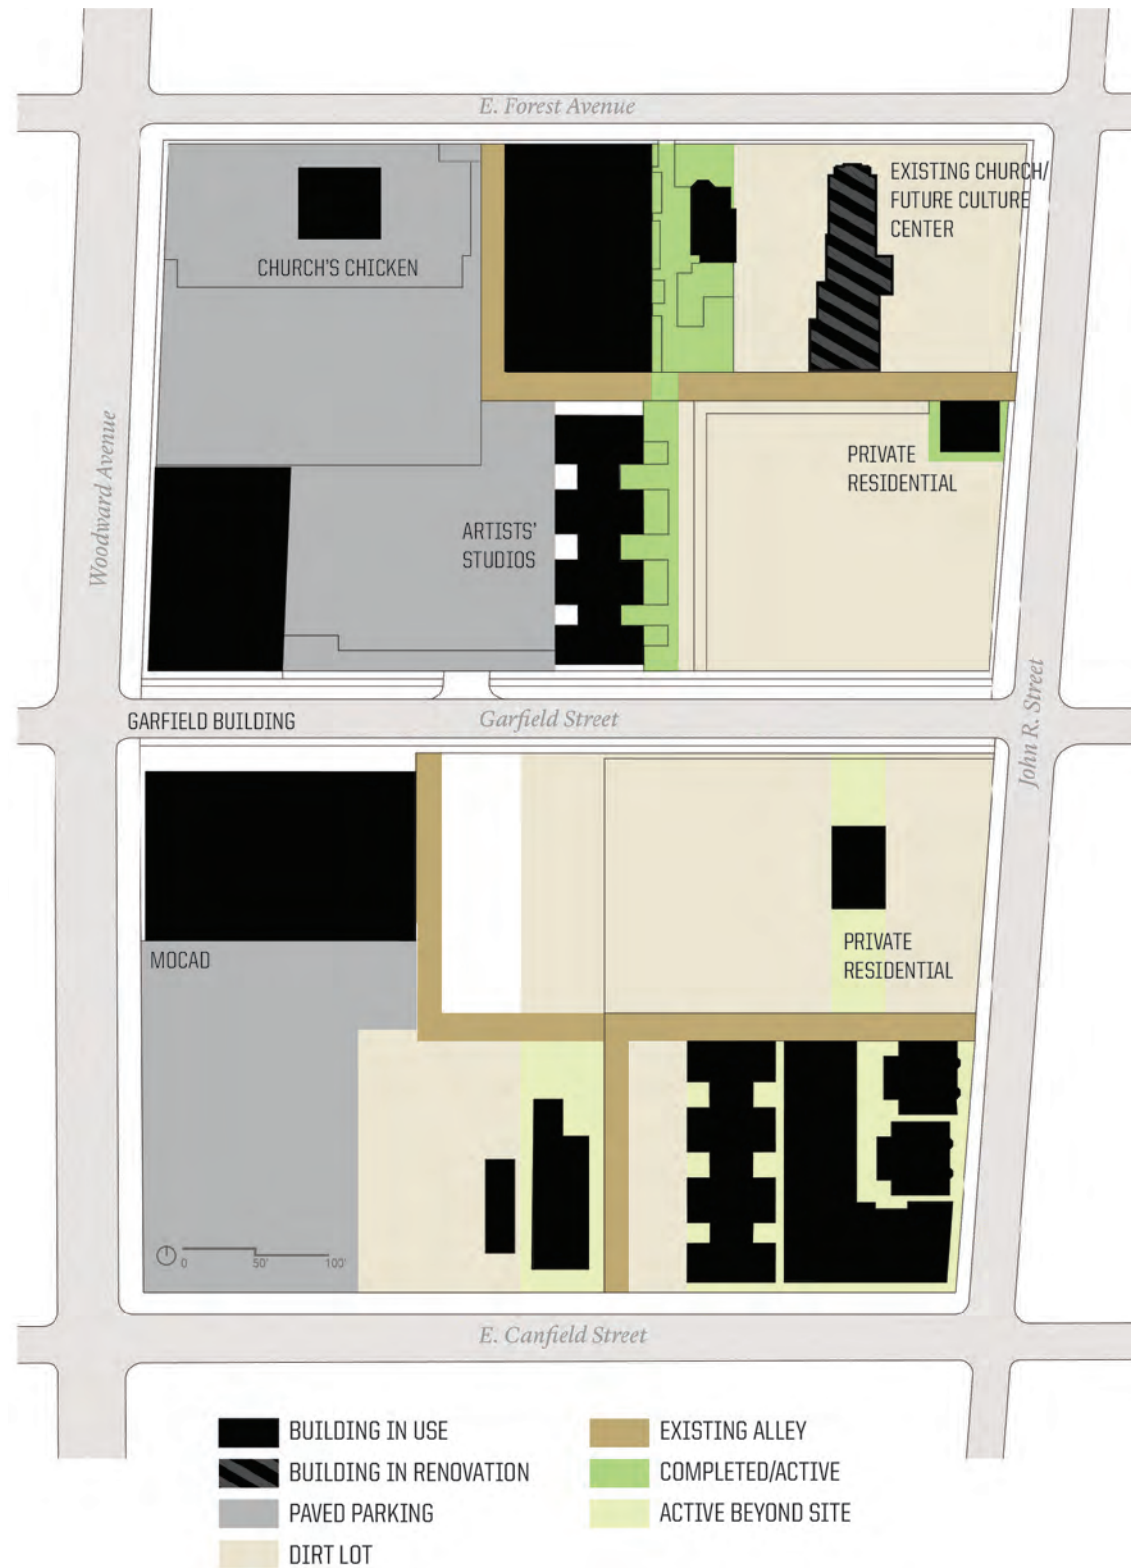 E. Forest Avenue
EXISTING CHURCH/
FUTURE CULTURE
CENTER
CHURCH'S CHICKEN
Woodward Avenue
PRIVATE
RESIDENTIAL
ARTISTS'
STUDIOS
John R. Street
GARFIELD BUILDING
Garfield Street
MOCAD
PRIVATE
RESIDENTIAL
0 50' 100'
E. Canfield Street
BUILDING IN USE
BUILDING IN RENOVATION
PAVED PARKING
DIRT LOT
EXISTING ALLEY
COMPLETED/ACTIVE
ACTIVE BEYOND SITE